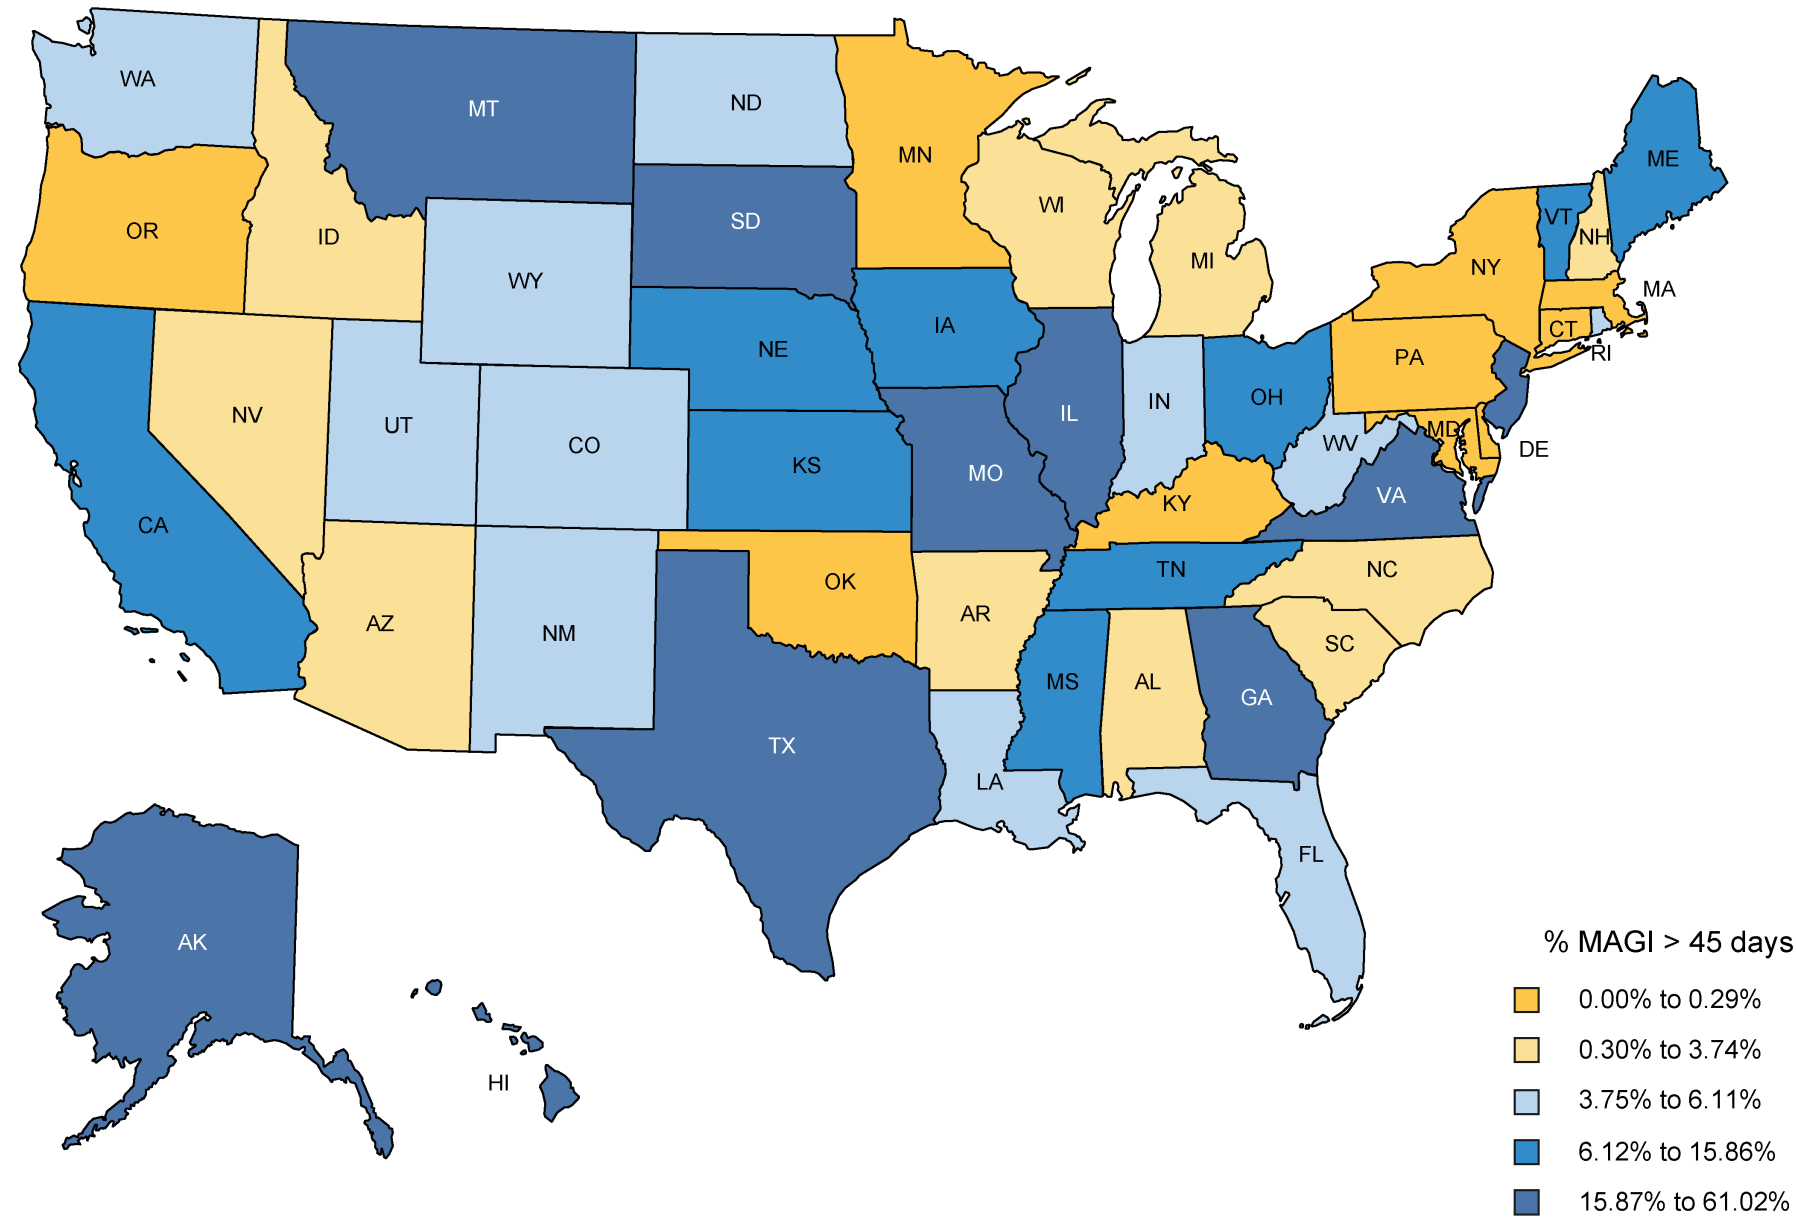 WA
MT
ND
MN
ME
OR
ID
SD
WI
VT
NH
MI
NY
WY
MA
IA
CT
NE
RI
PA
NV
UT
CO
IL
IN
OH
MD
WV
DE
KS
MO
VA
KY
CA
OK
TN
NC
AZ
NM
AR
SC
MS
AL
GA
TX
LA
FL
AK
HI
% MAGI > 45 days
0.00% to 0.29%
0.30% to 3.74%
3.75% to 6.11%
6.12% to 15.86%
15.87% to 61.02%